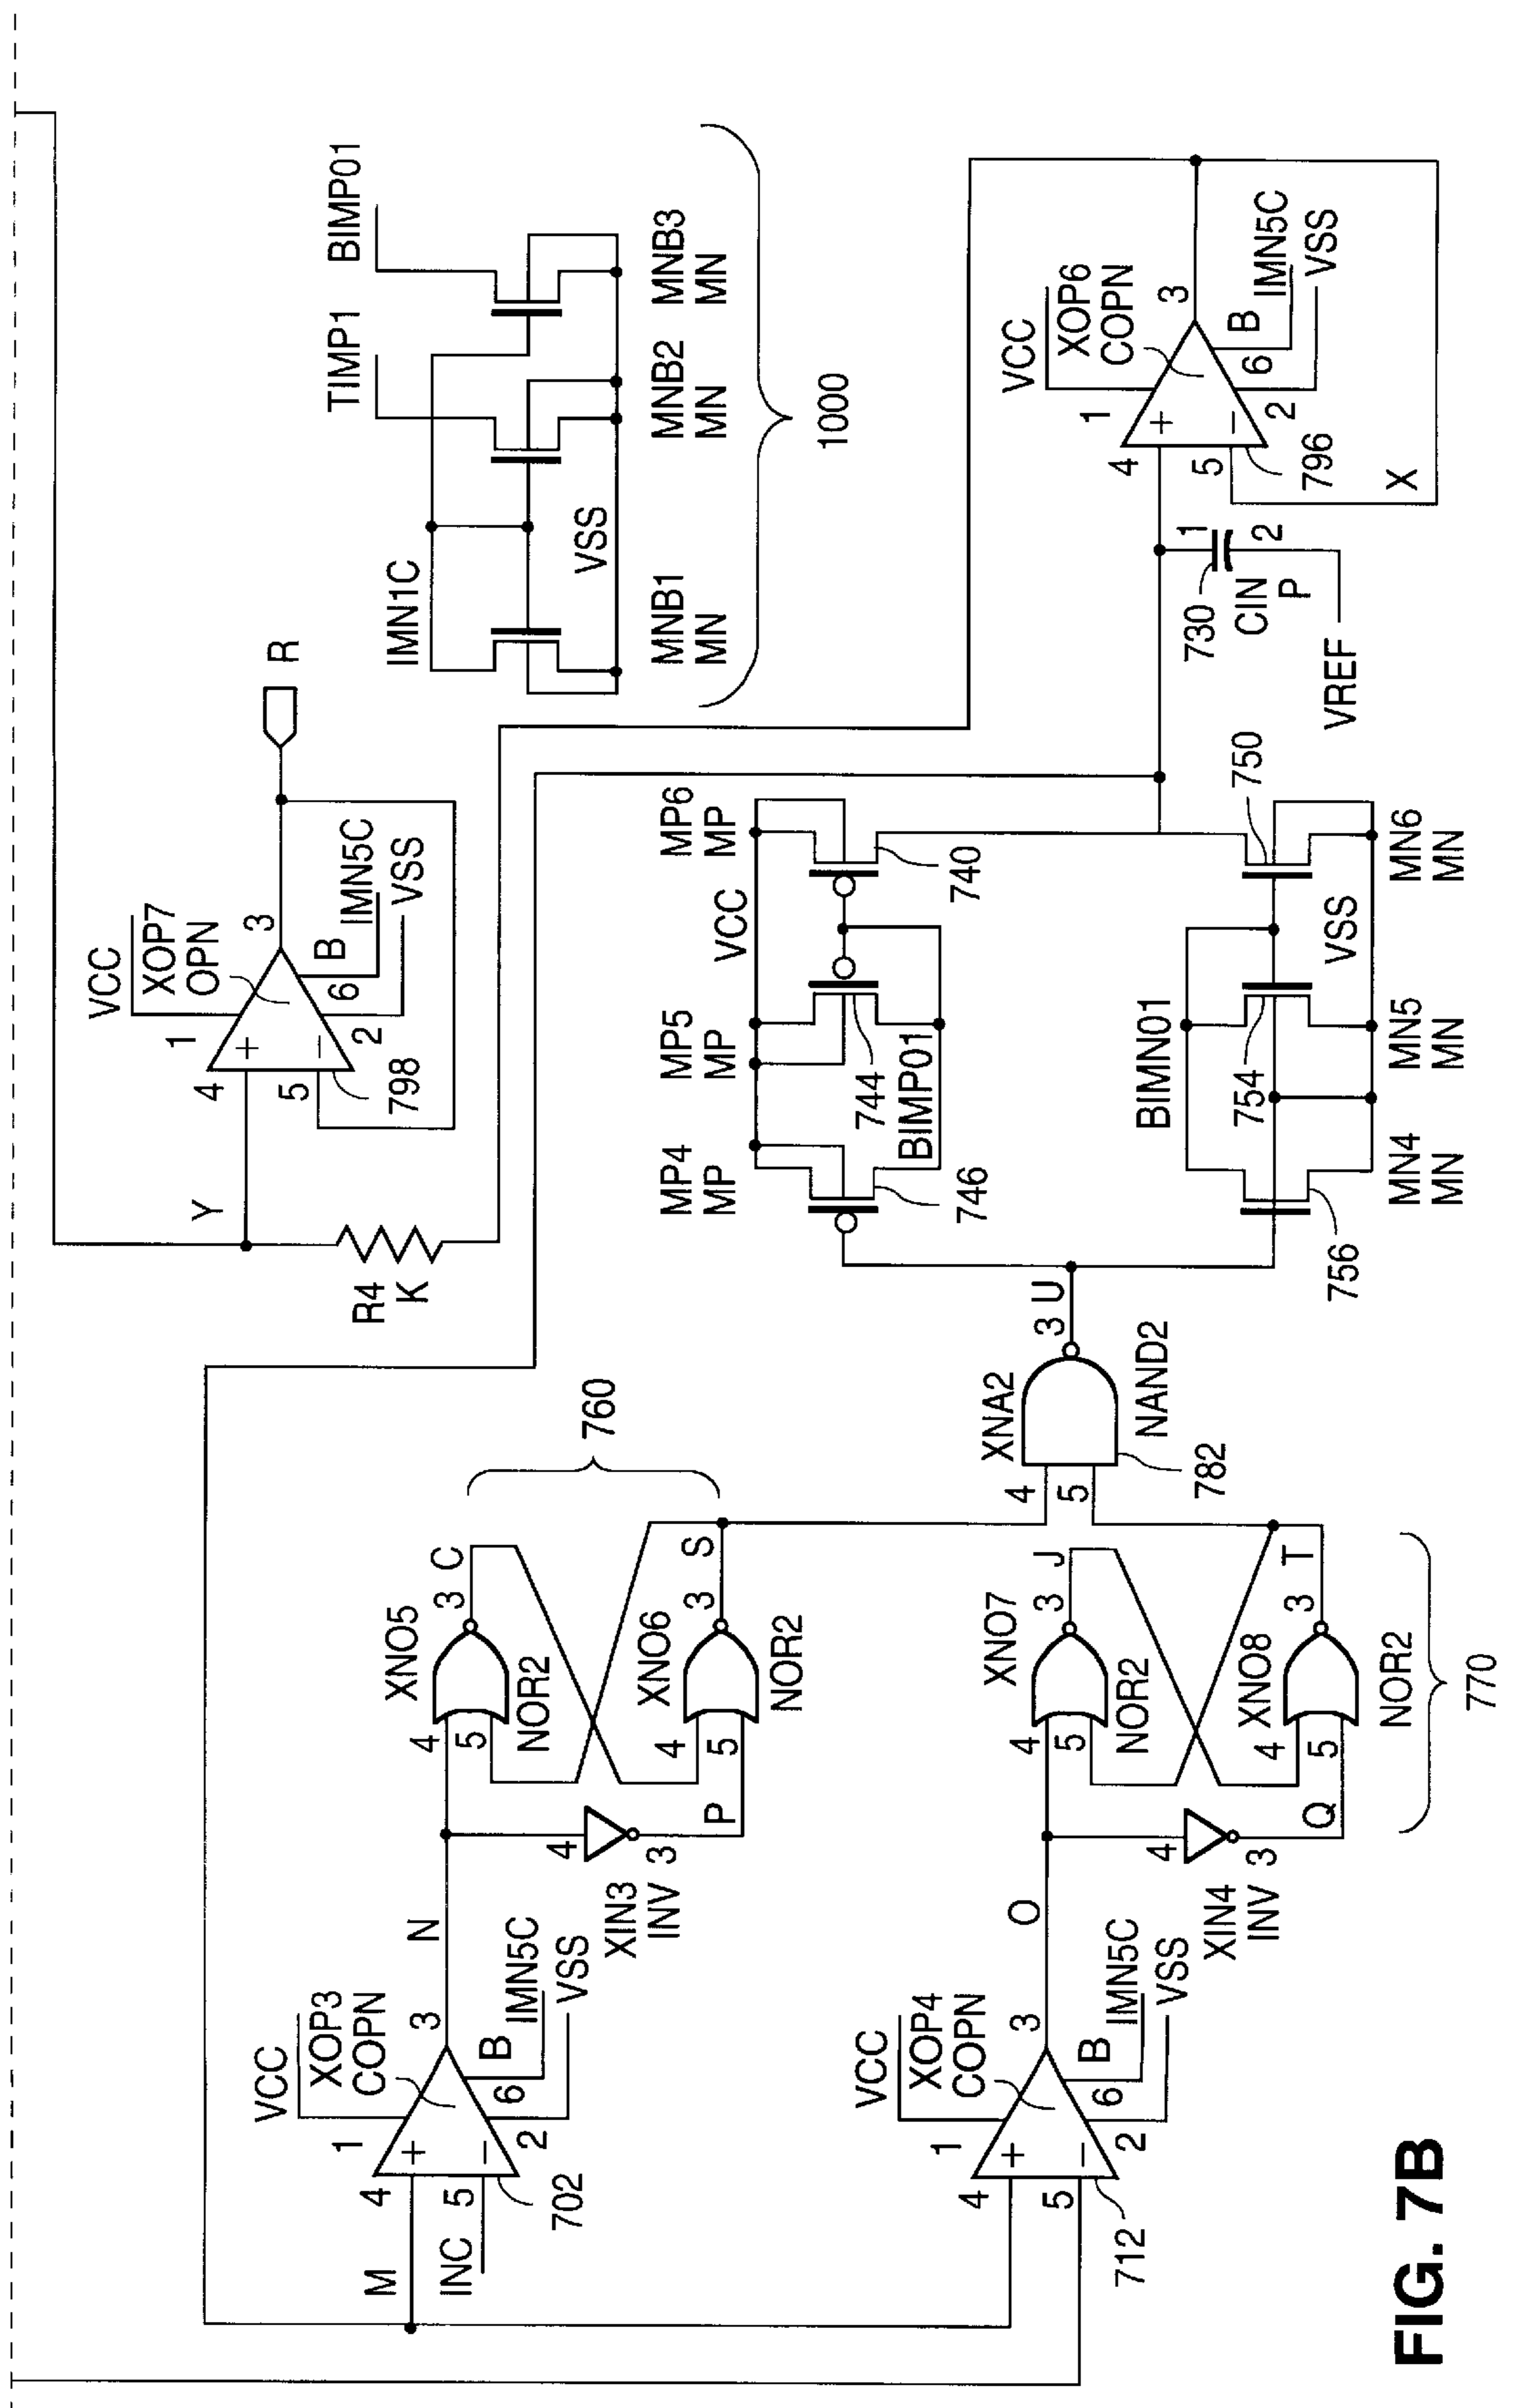 VCC
XOP7
OPN
1
4
+
5
−
2
798
3
B
6
IMN5C
VSS
R
Y
R4
K
IMN1C
TIMP1
BIMP01
VSS
MNB1
MN
MNB2
MN
MNB3
MN
1000
VCC
XOP3
COPN
1
4
+
5
−
2
702
M
INC
3
B
6
IMN5C
VSS
N
XIN3
INV
4
3
P
XNO5
4
5
NOR2
3
C
XNO6
4
5
NOR2
3
S
760
VCC
XOP4
COPN
1
4
+
5
−
2
712
3
B
6
IMN5C
VSS
O
XIN4
INV
4
3
Q
XNO7
4
5
NOR2
3
J
XNO8
4
5
NOR2
3
T
770
XNA2
4
5
NAND2
782
3
U
MP4
MP
MP5
MP
MP6
MP
VCC
746
744
740
BIMP01
BIMN01
754
750
756
VSS
MN4
MN
MN5
MN
MN6
MN
730
1
2
CIN
P
VREF
VCC
XOP6
COPN
1
4
+
5
−
2
796
3
B
6
IMN5C
VSS
X
FIG. 7B